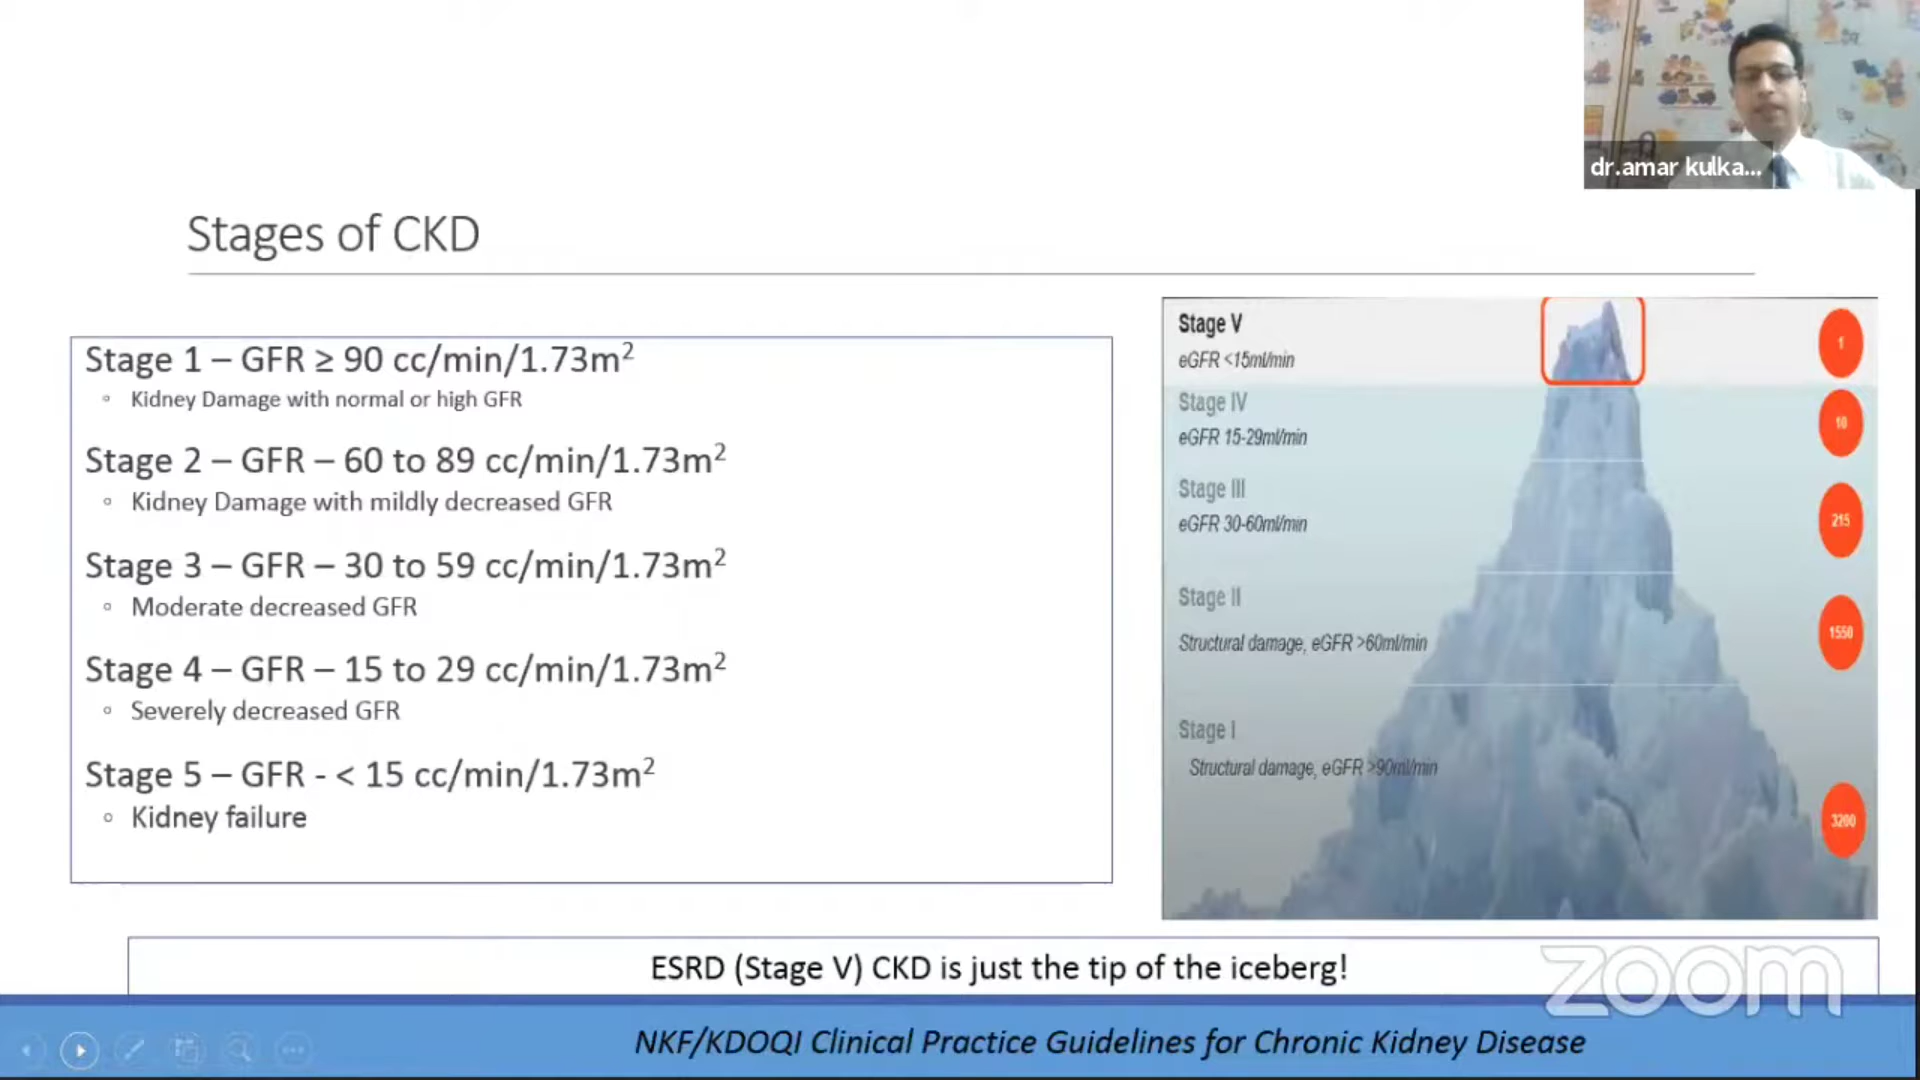 dr.amar kulka...
Stages of CKD
Stage 1 – GFR ≥ 90 cc/min/1.73m²
◦ Kidney Damage with normal or high GFR
Stage 2 – GFR – 60 to 89 cc/min/1.73m²
◦ Kidney Damage with mildly decreased GFR
Stage 3 – GFR – 30 to 59 cc/min/1.73m²
◦ Moderate decreased GFR
Stage 4 – GFR – 15 to 29 cc/min/1.73m²
◦ Severely decreased GFR
Stage 5 – GFR - < 15 cc/min/1.73m²
◦ Kidney failure
Stage V
eGFR <15ml/min
1
Stage IV
eGFR 15-29ml/min
10
Stage III
eGFR 30-60ml/min
215
Stage II
Structural damage, eGFR >60ml/min
1550
Stage I
Structural damage, eGFR >90ml/min
3200
ESRD (Stage V) CKD is just the tip of the iceberg!
zoom
NKF/KDOQI Clinical Practice Guidelines for Chronic Kidney Disease